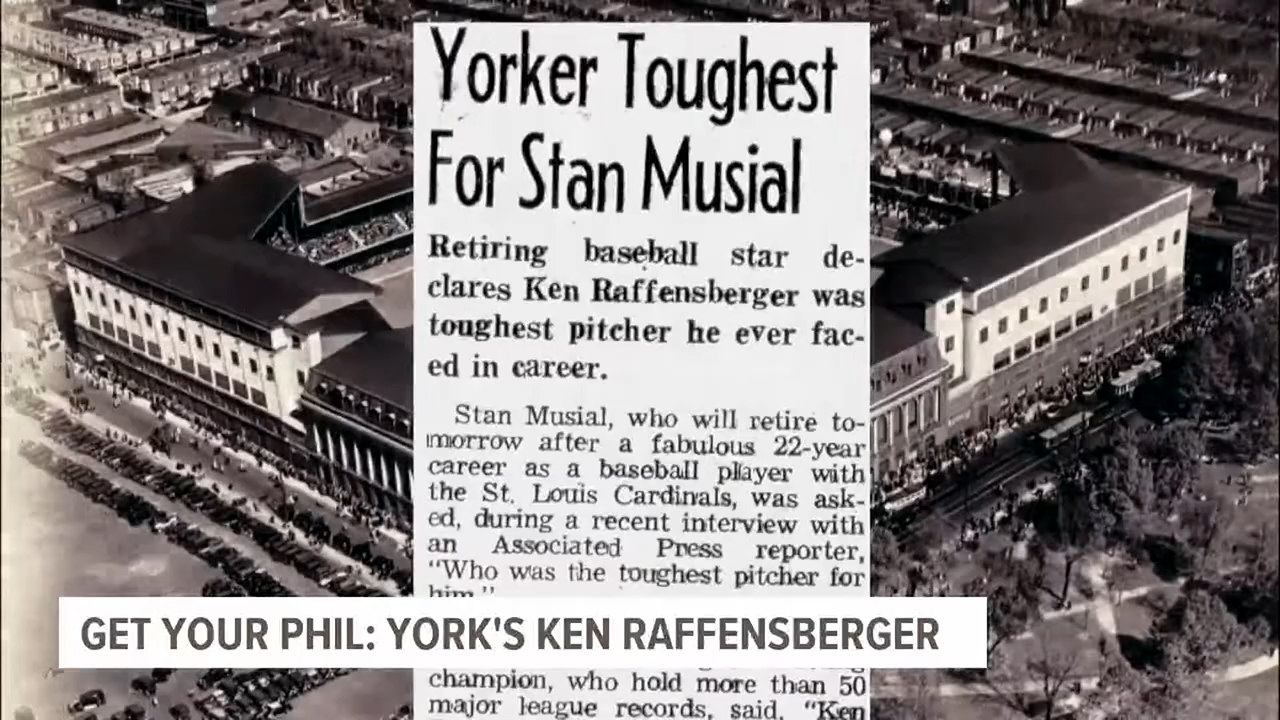 Yorker Toughest
For Stan Musial
Retiring baseball star de-
clares Ken Raffensberger was
toughest pitcher he ever fac-
ed in career.
Stan Musial, who will retire to-
morrow after a fabulous 22-year
career as a baseball player with
the St. Louis Cardinals, was ask-
ed, during a recent interview with
an Associated Press reporter,
"Who was the toughest pitcher for
him."
GET YOUR PHIL: YORK'S KEN RAFFENSBERGER
champion, who hold more than 50
major league records, said, "Ken